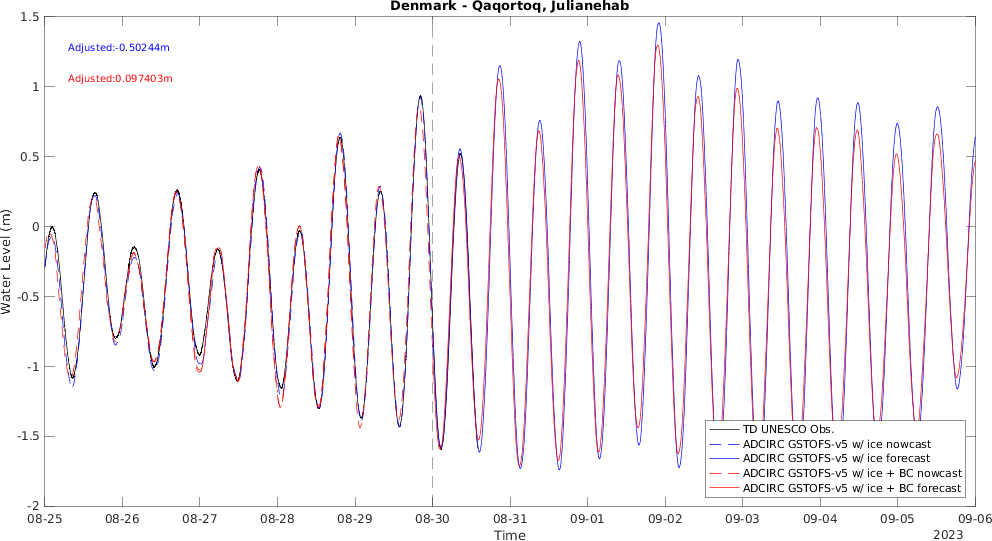 Denmark - Qaqortoq, Julianehab
Adjusted:-0.50244m
Adjusted:0.097403m
Water Level (m)
1.5
1
0.5
0
-0.5
-1
-1.5
-2
TD UNESCO Obs.
ADCIRC GSTOFS-v5 w/ ice nowcast
ADCIRC GSTOFS-v5 w/ ice forecast
ADCIRC GSTOFS-v5 w/ ice + BC nowcast
ADCIRC GSTOFS-v5 w/ ice + BC forecast
08-25 08-26 08-27 08-28 08-29 08-30 08-31 09-01 09-02 09-03 09-04 09-05 09-06
Time
2023